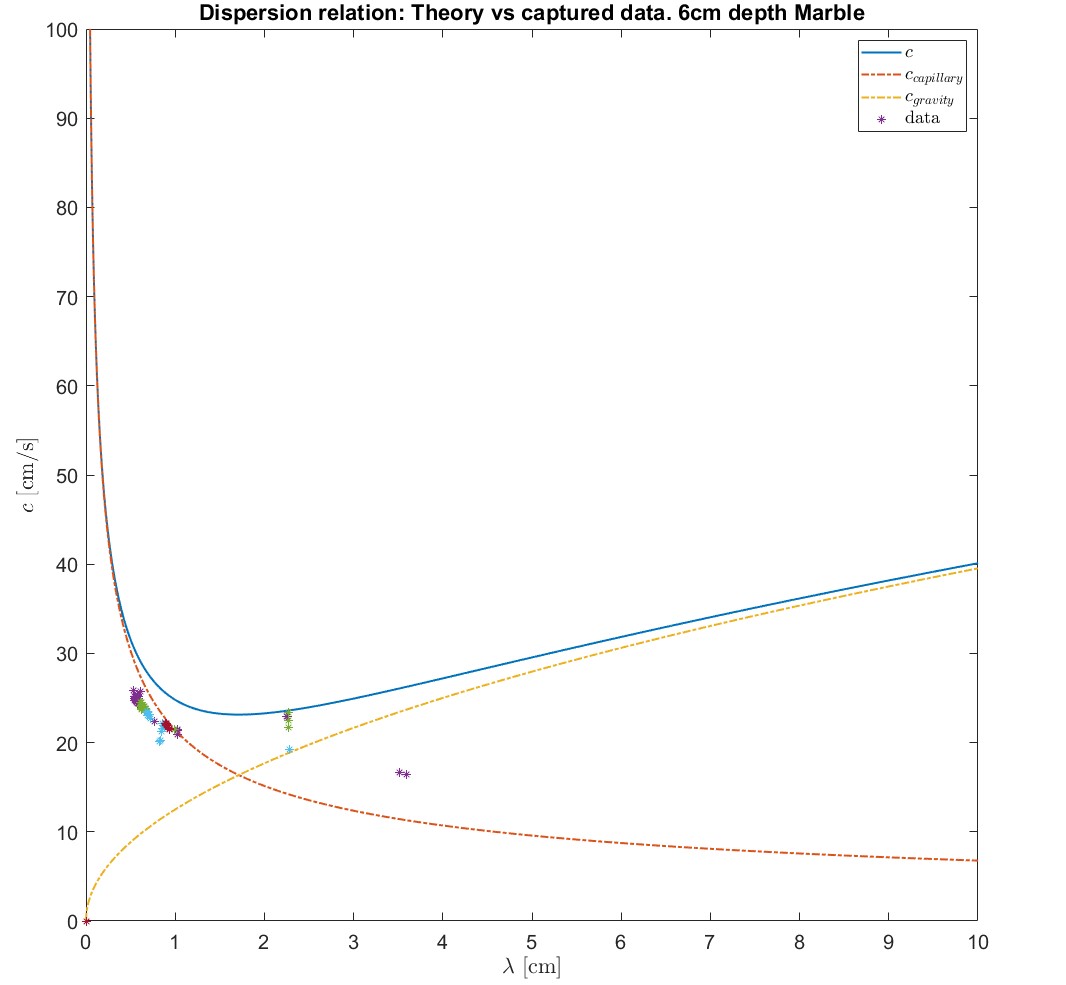 Dispersion relation: Theory vs captured data. 6cm depth Marble
c
c_capillary
c_gravity
data
100
90
80
70
60
50
40
30
20
10
0
c [cm/s]
0 1 2 3 4 5 6 7 8 9 10
λ [cm]